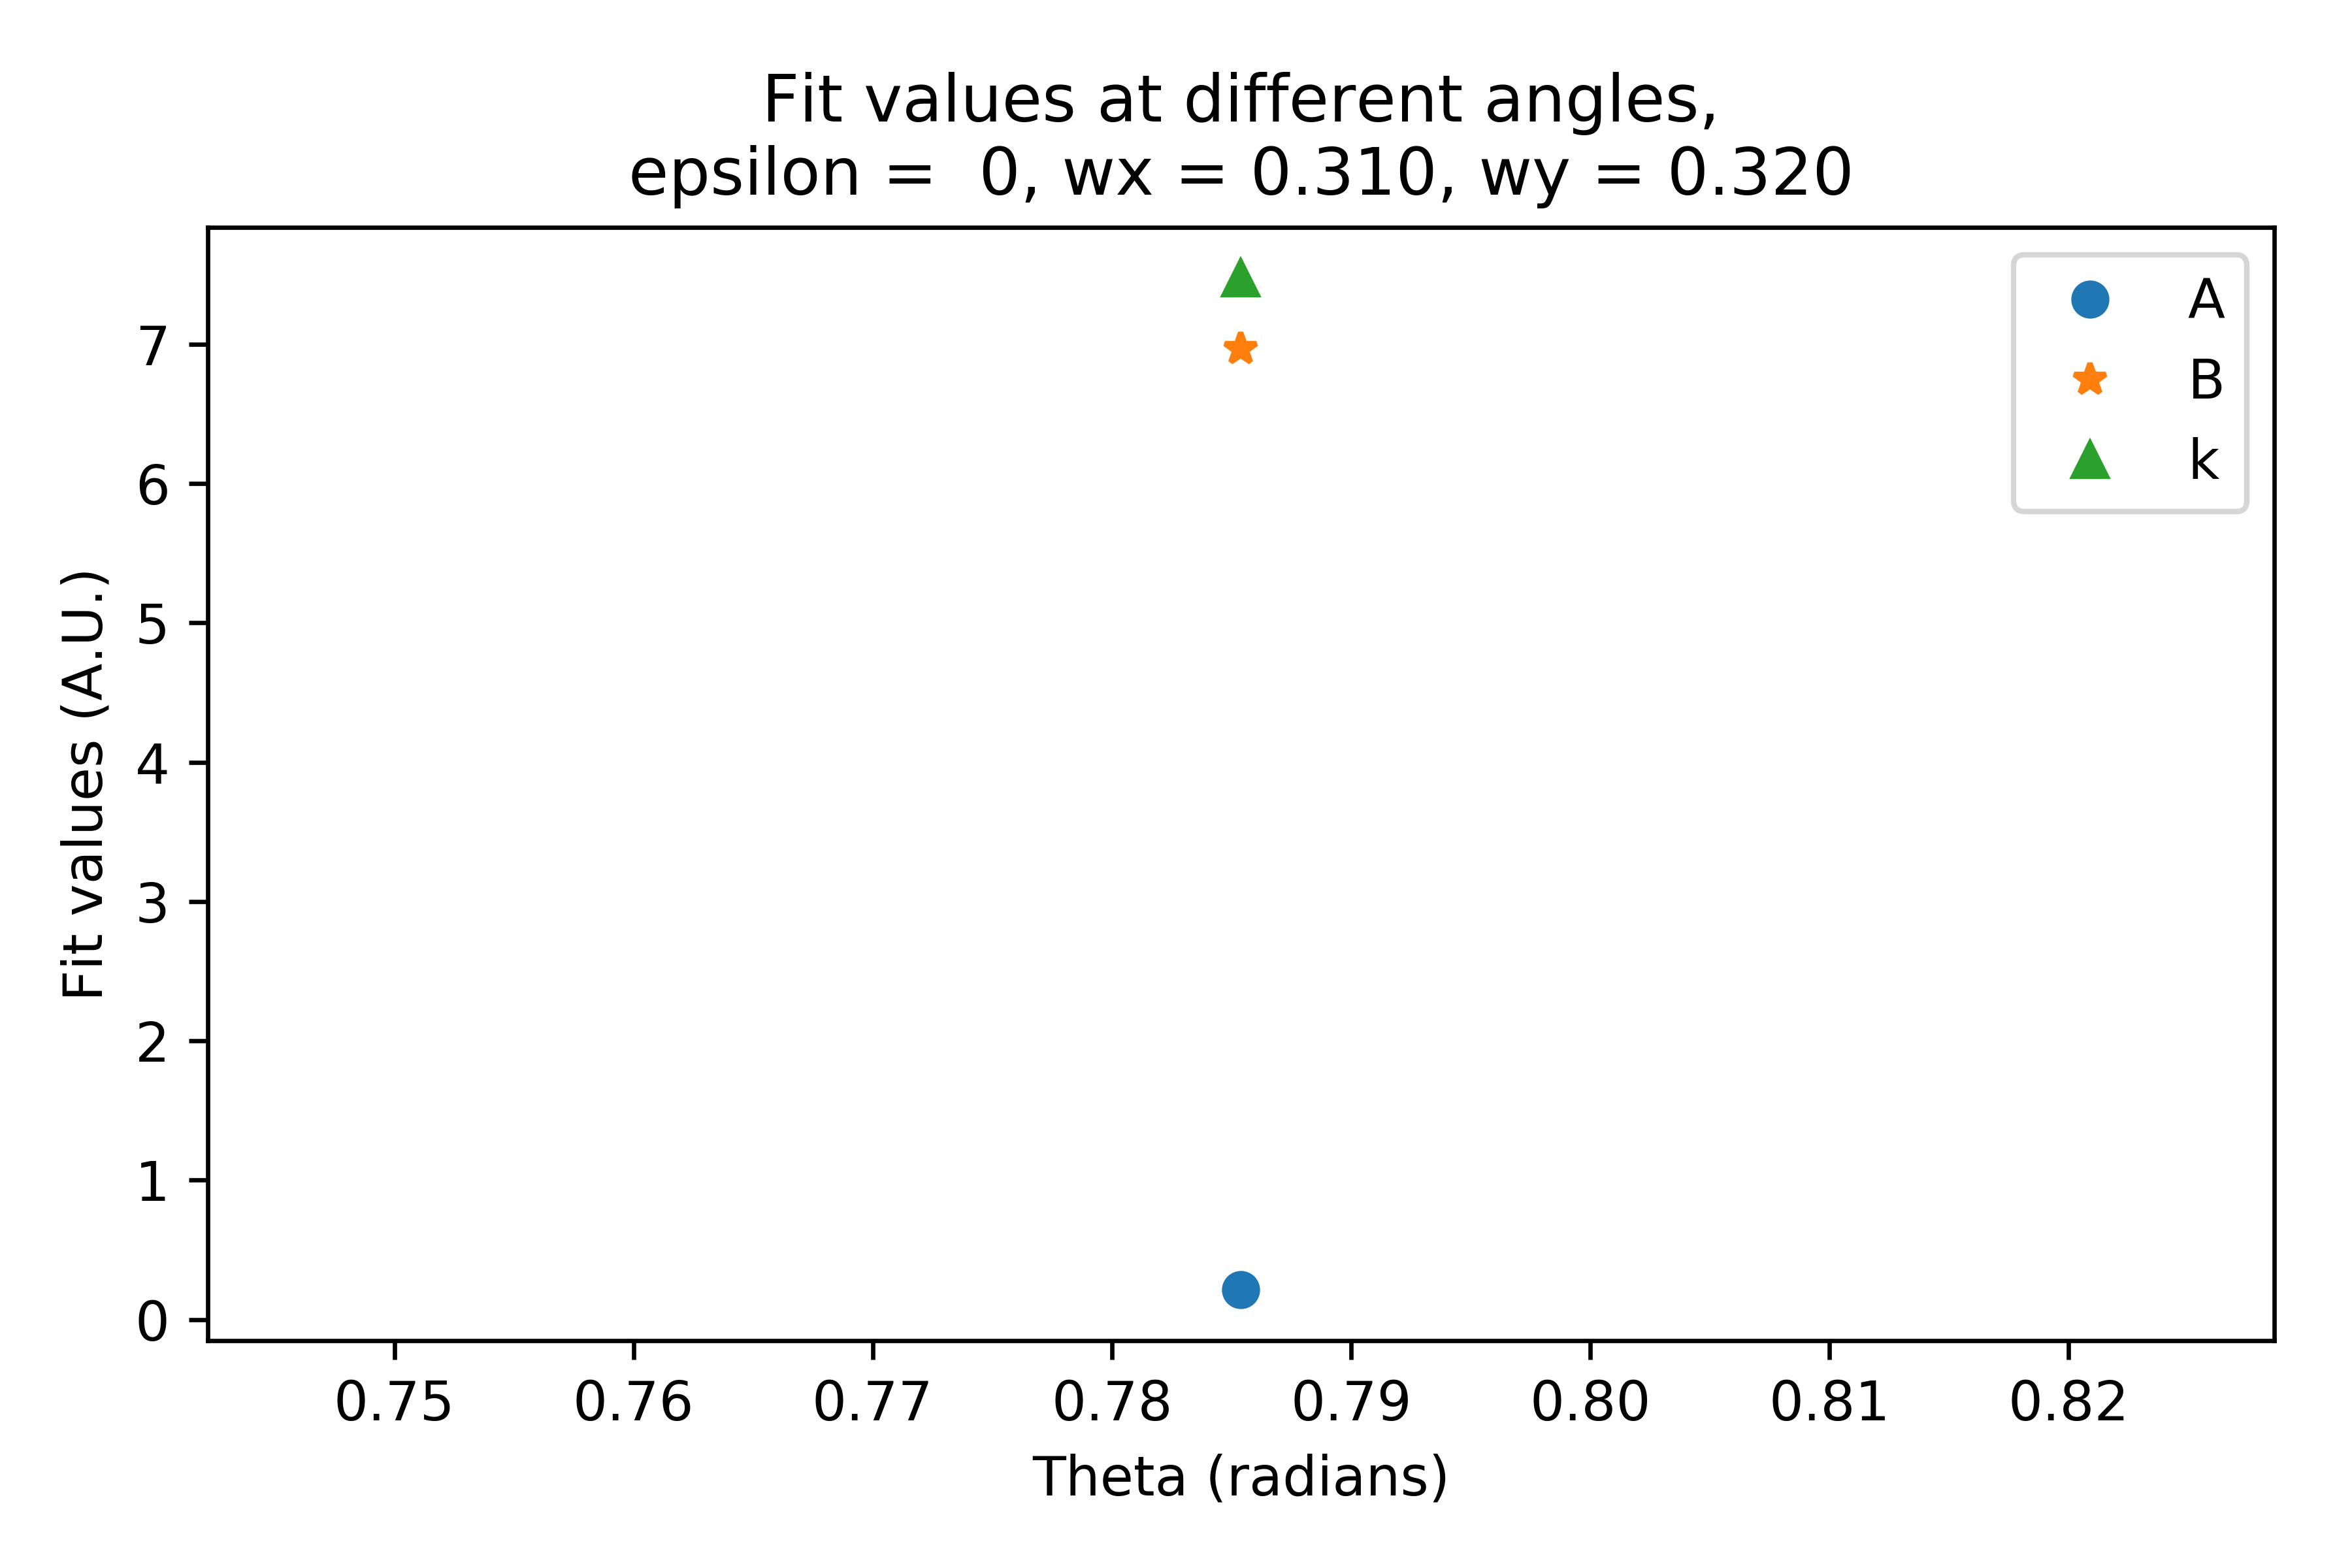 Fit values at different angles,
epsilon =  0, wx = 0.310, wy = 0.320
Fit values (A.U.)
7
6
5
4
3
2
1
0
A
B
k
0.75 0.76 0.77 0.78 0.79 0.80 0.81 0.82
Theta (radians)